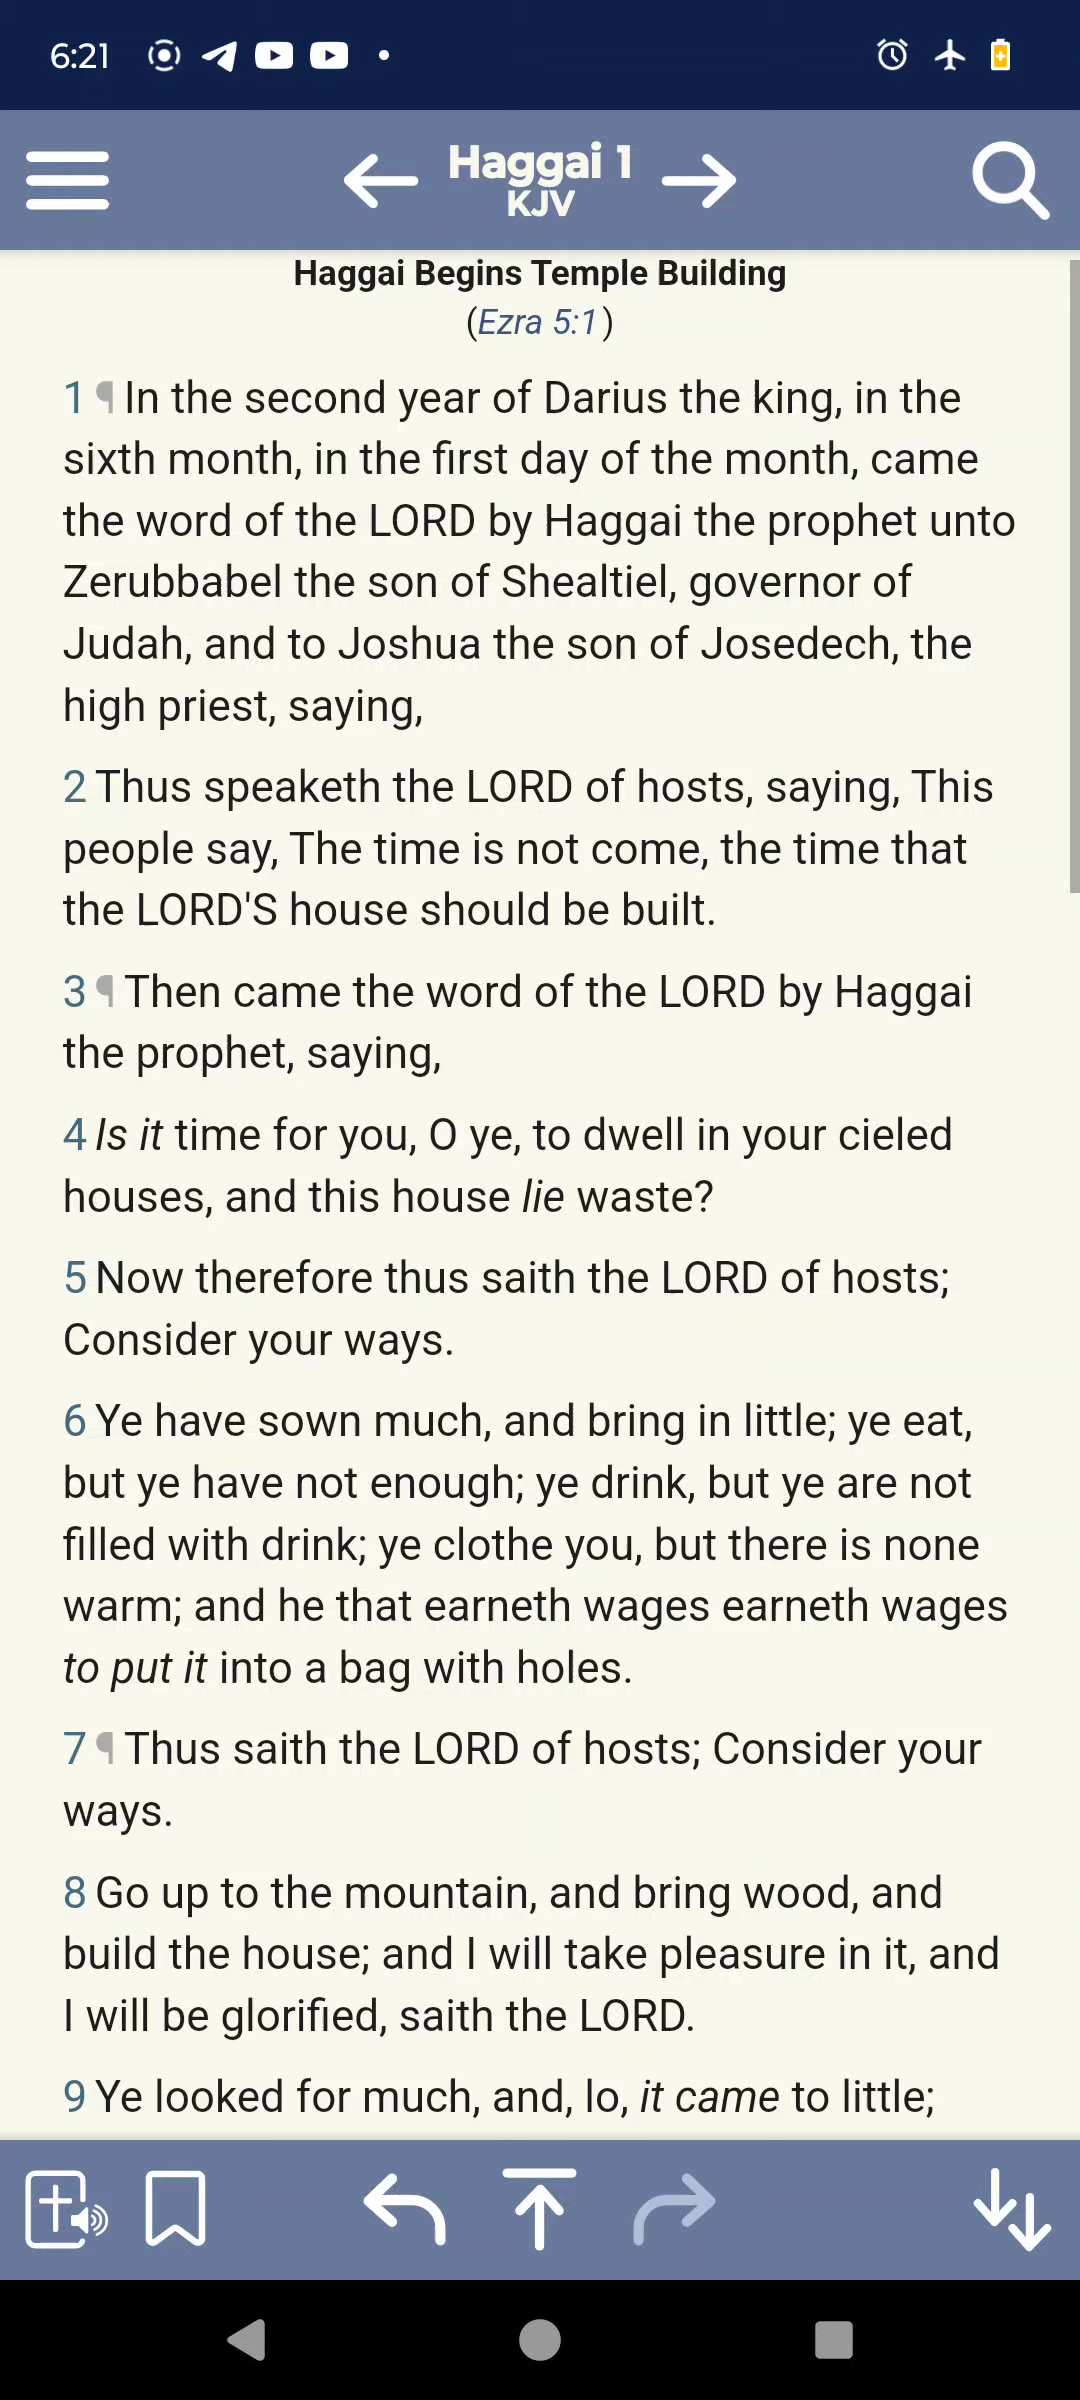 6:21
Haggai 1
KJV
Haggai Begins Temple Building
(Ezra 5:1)
1 ¶ In the second year of Darius the king, in the
sixth month, in the first day of the month, came
the word of the LORD by Haggai the prophet unto
Zerubbabel the son of Shealtiel, governor of
Judah, and to Joshua the son of Josedech, the
high priest, saying,
2 Thus speaketh the LORD of hosts, saying, This
people say, The time is not come, the time that
the LORD'S house should be built.
3 ¶ Then came the word of the LORD by Haggai
the prophet, saying,
4 Is it time for you, O ye, to dwell in your cieled
houses, and this house lie waste?
5 Now therefore thus saith the LORD of hosts;
Consider your ways.
6 Ye have sown much, and bring in little; ye eat,
but ye have not enough; ye drink, but ye are not
filled with drink; ye clothe you, but there is none
warm; and he that earneth wages earneth wages
to put it into a bag with holes.
7 ¶ Thus saith the LORD of hosts; Consider your
ways.
8 Go up to the mountain, and bring wood, and
build the house; and I will take pleasure in it, and
I will be glorified, saith the LORD.
9 Ye looked for much, and, lo, it came to little;